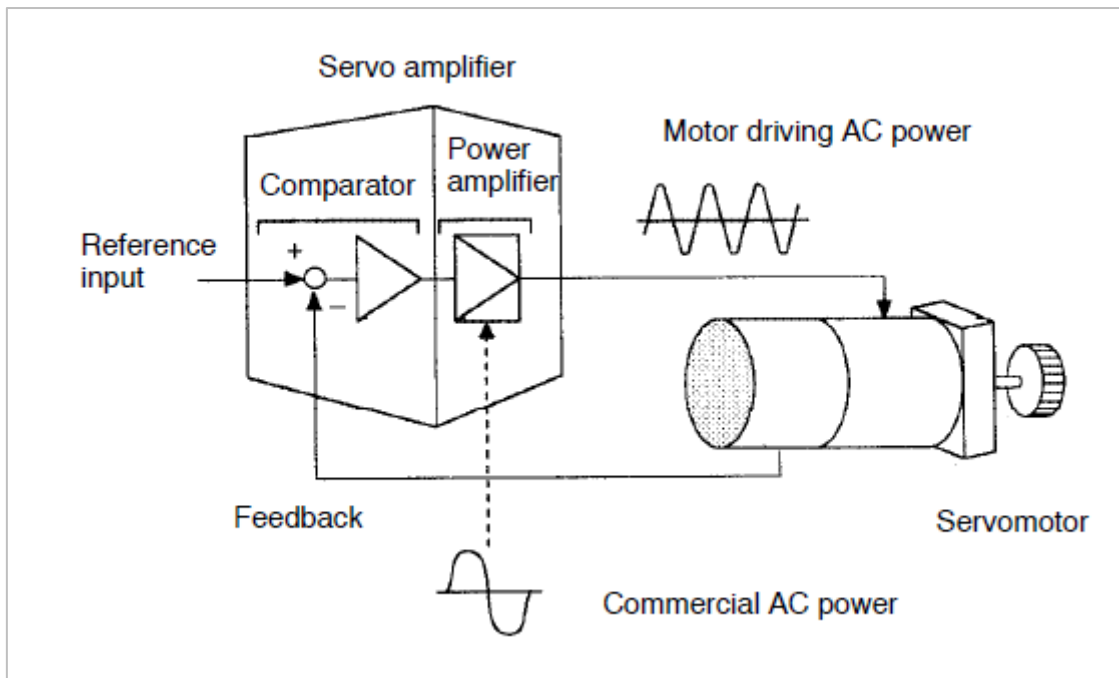 Servo amplifier
Motor driving AC power
Power
amplifier
Comparator
Reference
input
+
−
Feedback
Servomotor
Commercial AC power